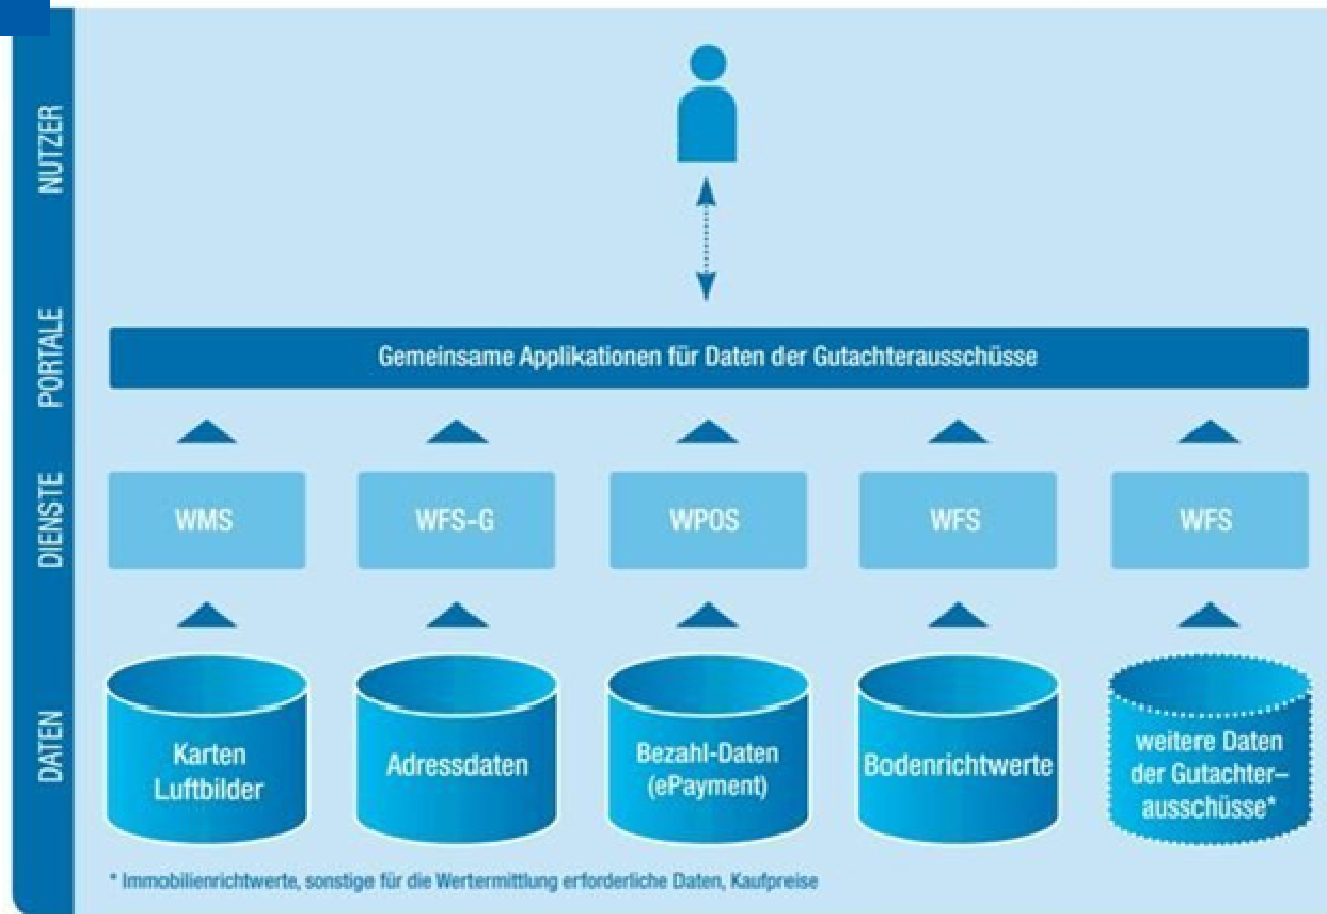 NUTZER
PORTALE
Gemeinsame Applikationen für Daten der Gutachterausschüsse
DIENSTE
WMS
WFS-G
WPOS
WFS
WFS
DATEN
Karten
Luftbilder
Adressdaten
Bezahl-Daten
(ePayment)
Bodenrichtwerte
weitere Daten
der Gutachter–
ausschüsse*
* Immobilienrichtwerte, sonstige für die Wertermittlung erforderliche Daten, Kaufpreise